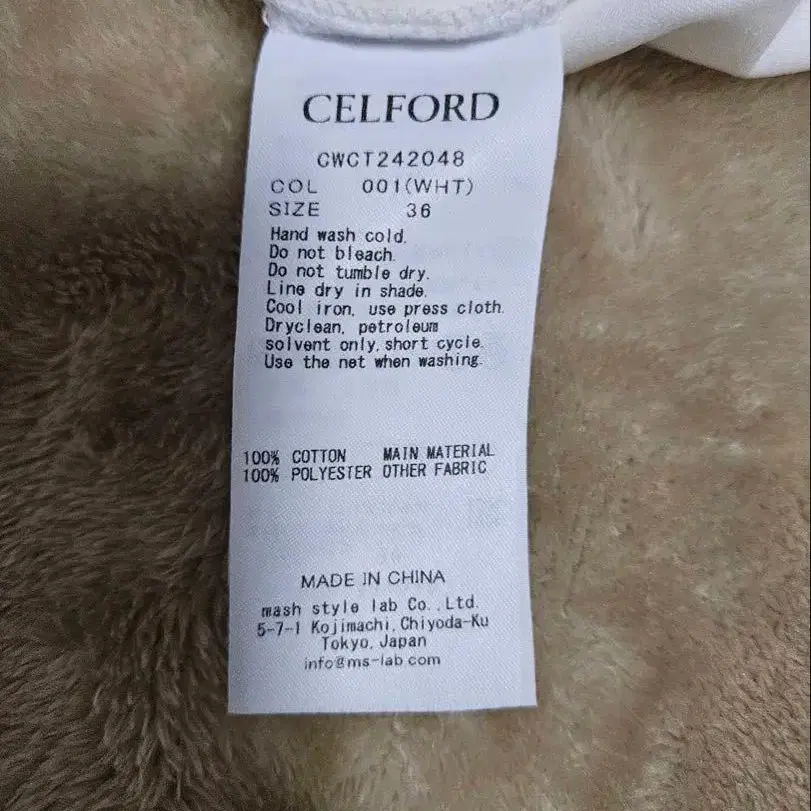 CELFORD
CWCT242048
COL 001(WHT)
SIZE 36
Hand wash cold.
Do not bleach.
Do not tumble dry.
Line dry in shade.
Cool iron, use press cloth.
Dryclean, petroleum
solvent only, short cycle.
Use the net when washing.
100% COTTON MAIN MATERIAL
100% POLYESTER OTHER FABRIC
MADE IN CHINA
mash style lab Co., Ltd.
5-7-1 Kojimachi, Chiyoda-Ku
Tokyo, Japan
info@ms-lab.com